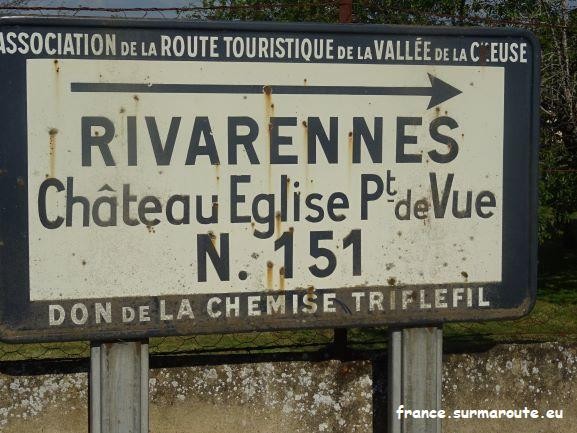 ASSOCIATION DE LA ROUTE TOURISTIQUE DE LA VALLÉE DE LA CREUSE
RIVARENNES
Château Eglise Pt de Vue
N. 151
DON DE LA CHEMISE TRIFLEFIL
france.surmaroute.eu